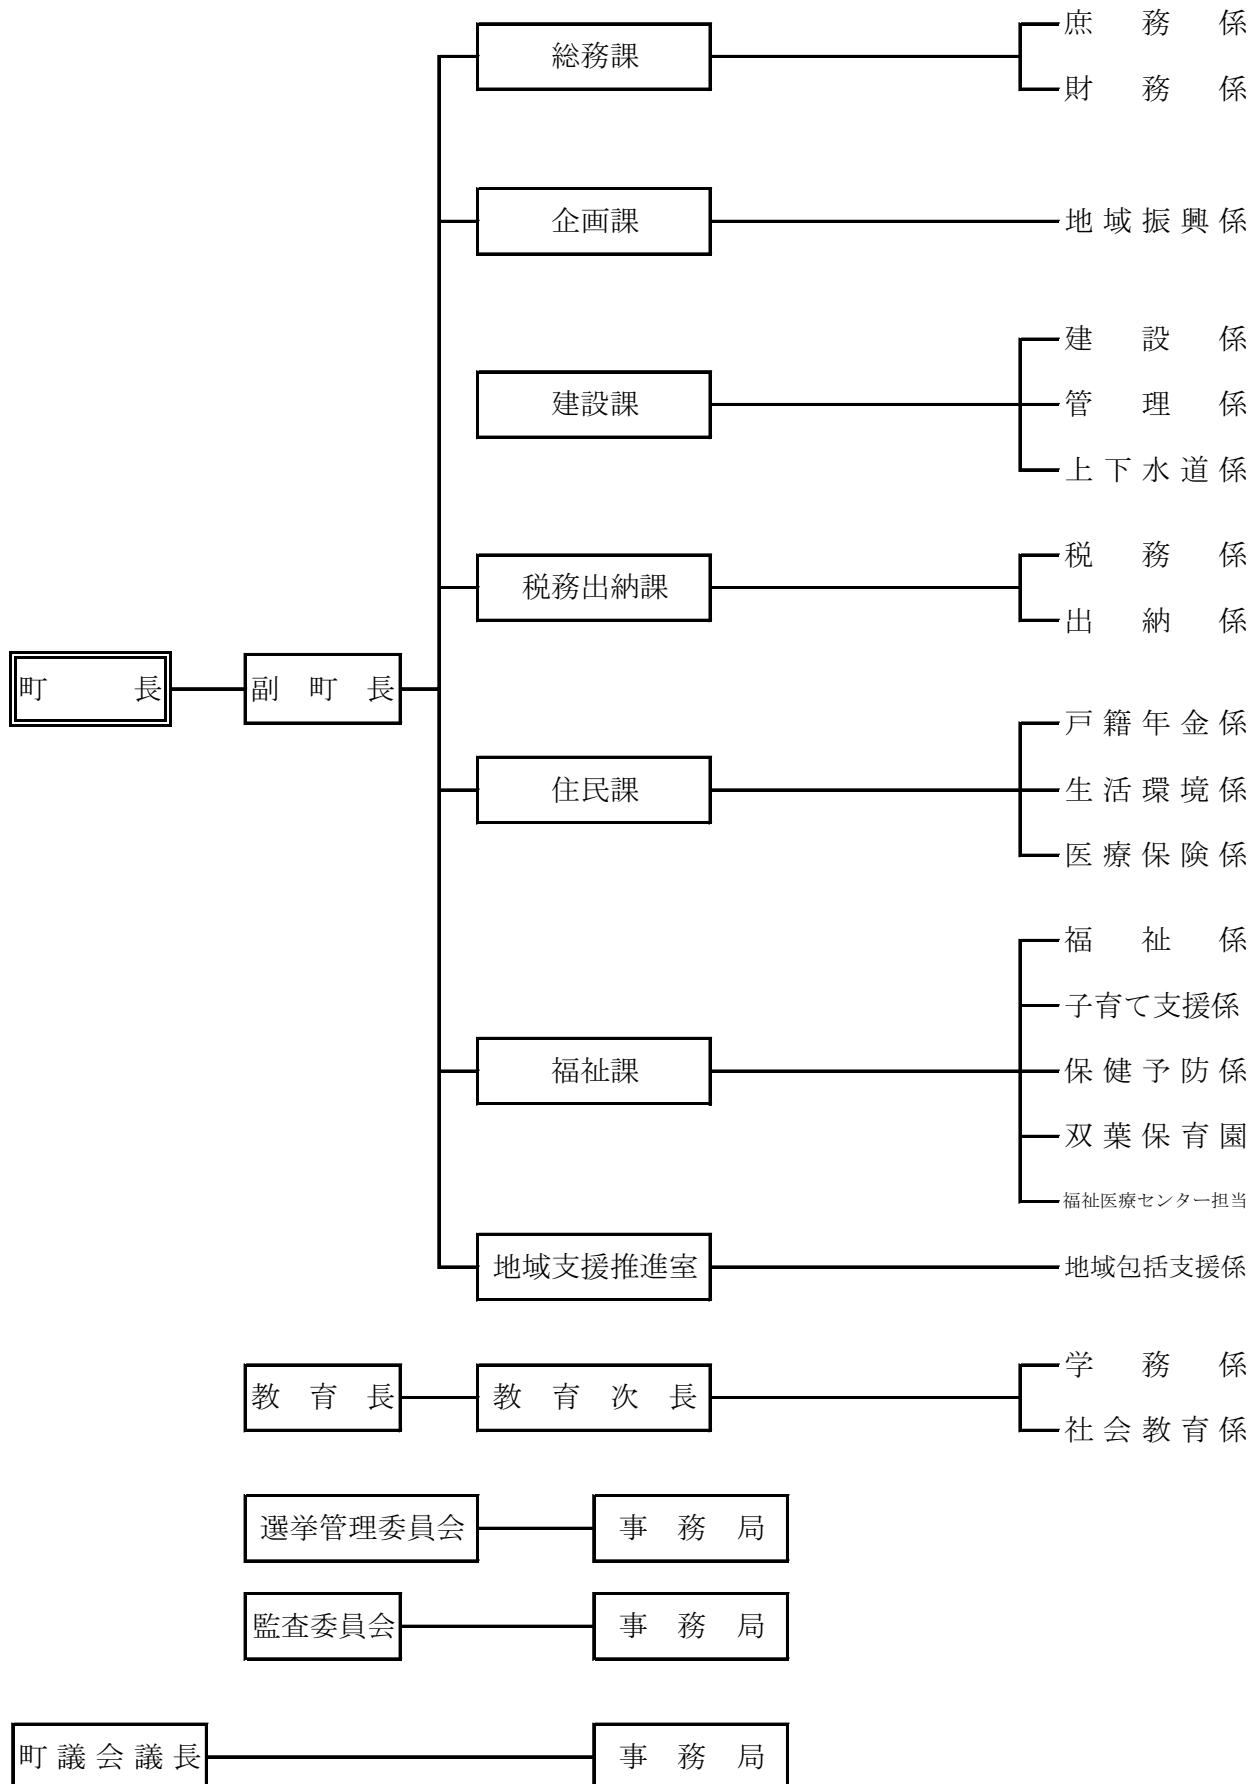 庶務係
総務課
財務係
企画課 地域振興係
建設係
建設課 管理係
上下水道係
税務係
税務出納課
出納係
町長 副町長
戸籍年金係
住民課 生活環境係
医療保険係
福祉係
子育て支援係
福祉課 保健予防係
双葉保育園
福祉医療センター担当
地域支援推進室 地域包括支援係
学務係
教育長 教育次長
社会教育係
選挙管理委員会 事務局
監査委員会 事務局
町議会議長 事務局